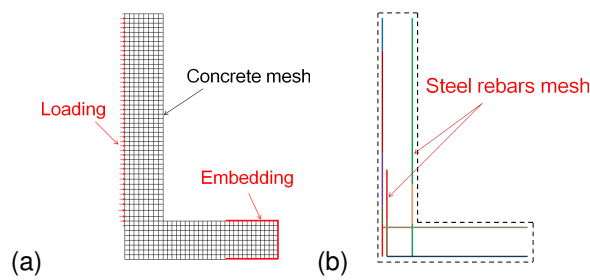 Concrete mesh
Loading
Embedding
(a)
Steel rebars mesh
(b)